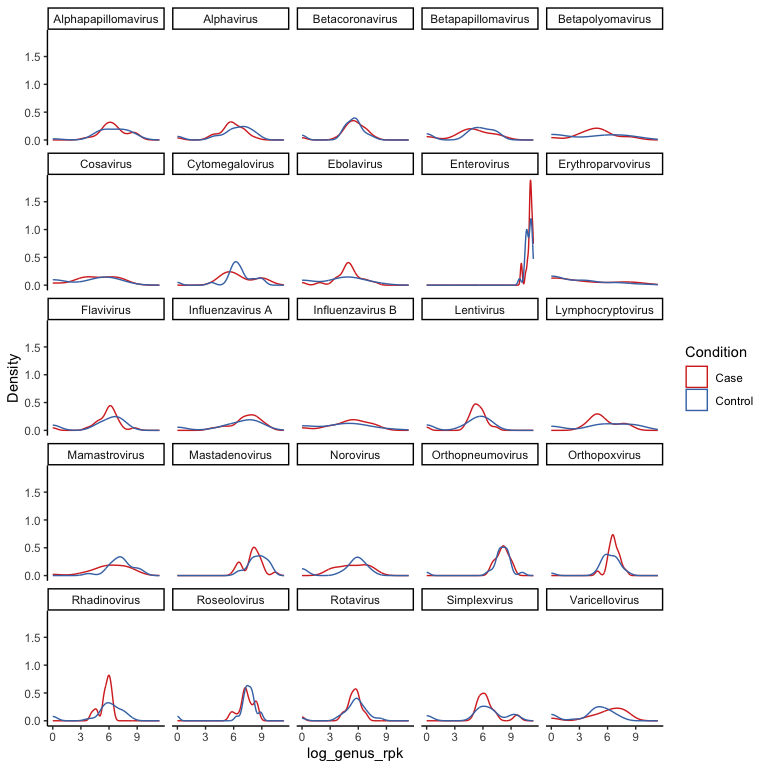 Alphapapillomavirus Alphavirus Betacoronavirus Betapapillomavirus Betapolyomavirus
1.5
1.0
0.5
0.0
Cosavirus Cytomegalovirus Ebolavirus Enterovirus Erythroparvovirus
1.5
1.0
0.5
0.0
Flavivirus Influenzavirus A Influenzavirus B Lentivirus Lymphocryptovirus
1.5
1.0
0.5
0.0
Mamastrovirus Mastadenovirus Norovirus Orthopneumovirus Orthopoxvirus
1.5
1.0
0.5
0.0
Rhadinovirus Roseolovirus Rotavirus Simplexvirus Varicellovirus
1.5
1.0
0.5
0.0
0 3 6 9 0 3 6 9 0 3 6 9 0 3 6 9 0 3 6 9
log_genus_rpk
Density
Condition
Case
Control